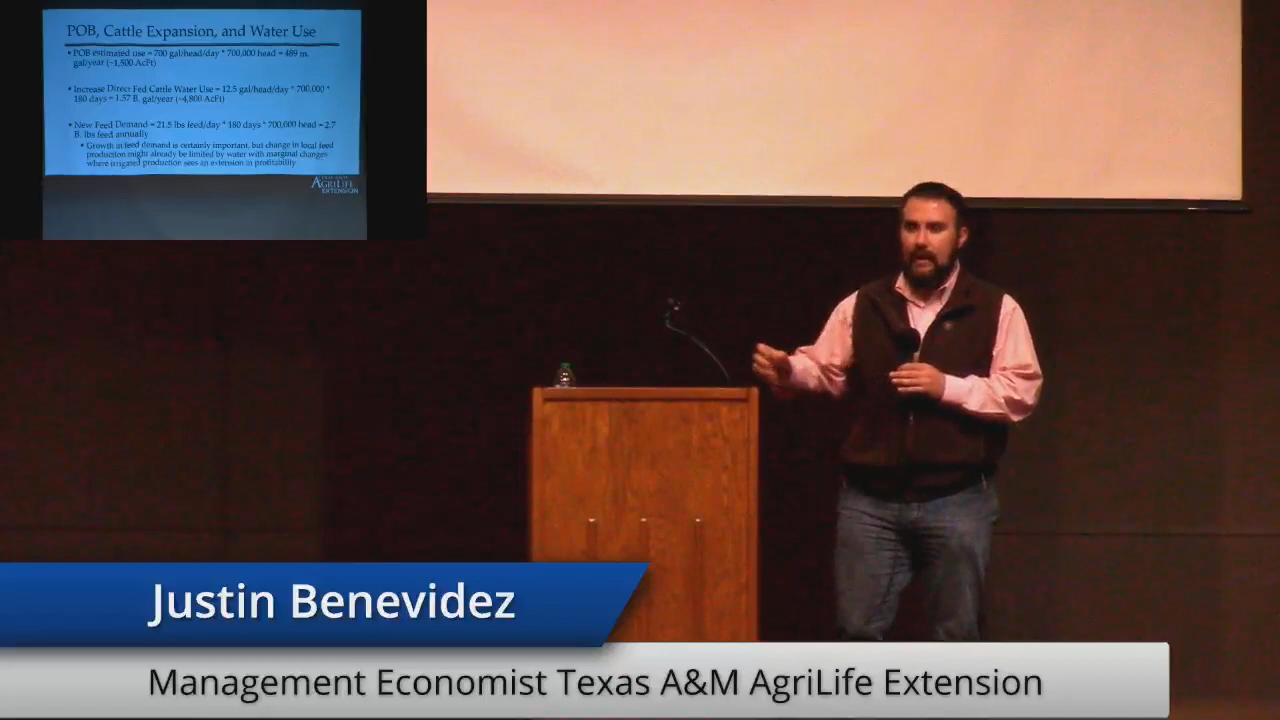 POB, Cattle Expansion, and Water Use
• POB estimated use = 700 gal/head/day * 700,000 head = 489 m.
gal/year (~1,500 AcFt)
• Increase Direct Fed Cattle Water Use = 12.5 gal/head/day * 700,000 *
180 days = 1.57 B. gal/year (~4,800 AcFt)
• New Feed Demand = 21.5 lbs feed/day * 180 days * 700,000 head = 2.7
B. lbs feed annually
• Growth in feed demand is certainly important, but change in local feed
production might already be limited by water with marginal changes
where irrigated production sees an extension in profitability
AGRILIFE
EXTENSION
Justin Benevidez
Management Economist Texas A&M AgriLife Extension